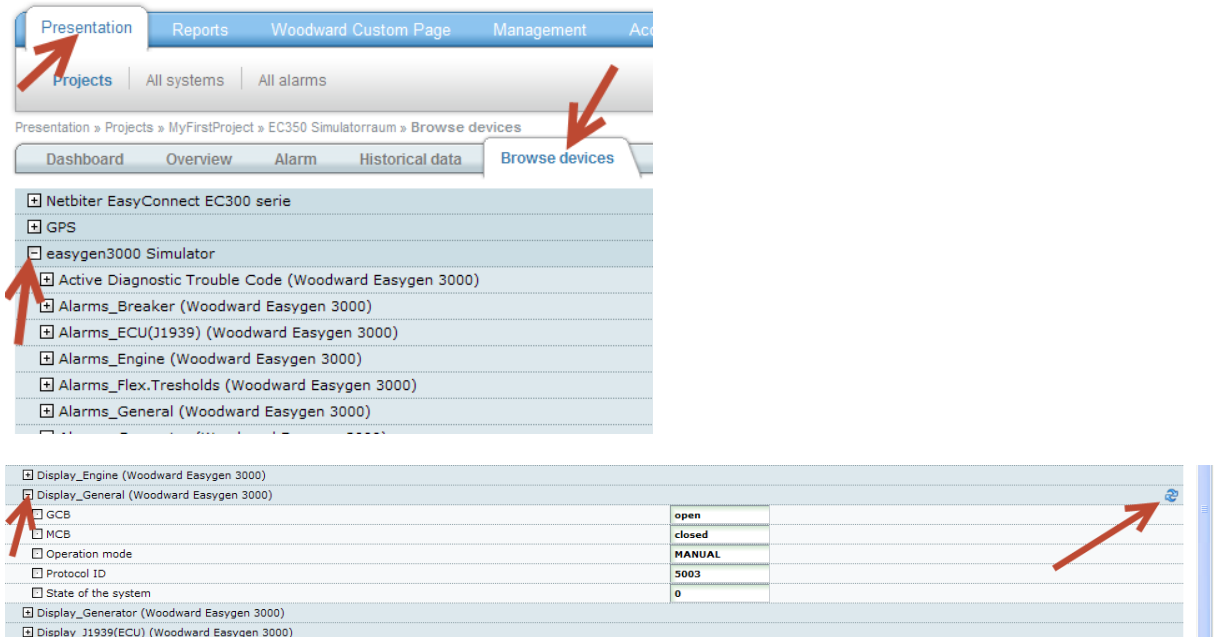 Presentation Reports Woodward Custom Page Management Acc
Projects All systems All alarms
Presentation » Projects » MyFirstProject » EC350 Simulatorraum » Browse devices
Dashboard Overview Alarm Historical data Browse devices
Netbiter EasyConnect EC300 serie
GPS
easygen3000 Simulator
Active Diagnostic Trouble Code (Woodward Easygen 3000)
Alarms_Breaker (Woodward Easygen 3000)
Alarms_ECU(J1939) (Woodward Easygen 3000)
Alarms_Engine (Woodward Easygen 3000)
Alarms_Flex.Tresholds (Woodward Easygen 3000)
Alarms_General (Woodward Easygen 3000)
Display_Engine (Woodward Easygen 3000)
Display_General (Woodward Easygen 3000)
GCB open
MCB closed
Operation mode MANUAL
Protocol ID 5003
State of the system 0
Display_Generator (Woodward Easygen 3000)
Display_J1939(ECU) (Woodward Easygen 3000)